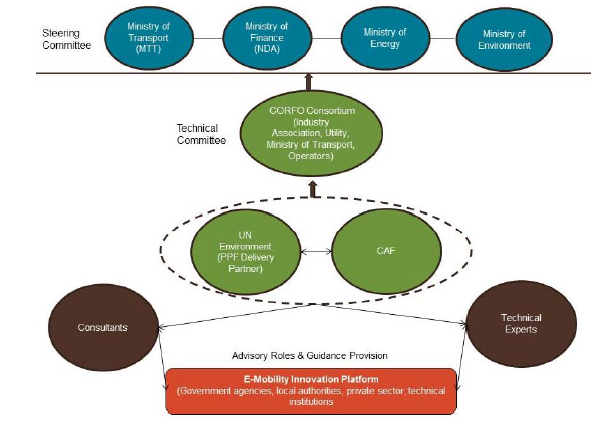 Steering
Committee
Ministry of
Transport
(MTT)
Ministry of
Finance
(NDA)
Ministry of
Energy
Ministry of
Environment
Technical
Committee
CORFO Consortium
(Industry
Association, Utility,
Ministry of Transport,
Operators)
UN
Environment
(PPF Delivery
Partner)
CAF
Consultants
Technical
Experts
Advisory Roles & Guidance Provision
E-Mobility Innovation Platform
(Government agencies, local authorities, private sector, technical
institutions